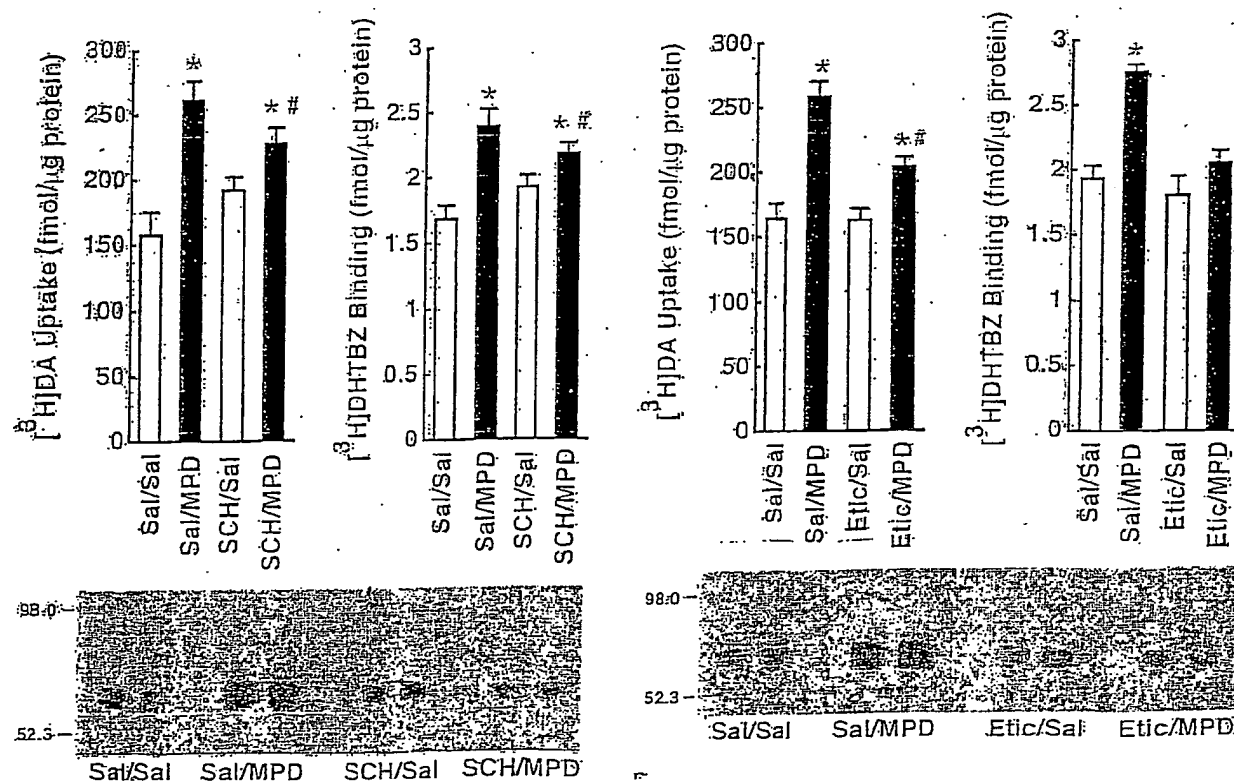 [³H]DA Uptake (fmol/µg protein)
300
250
200
150
100
50
0
*
* #
Sal/Sal
Sal/MPD
SCH/Sal
SCH/MPD
[³H]DHTBZ Binding (fmol/µg protein)
3
2.5
2
1.5
1
0.5
0
*
* #
Sal/Sal
Sal/MPD
SCH/Sal
SCH/MPD
[³H]DA Uptake (fmol/µg protein)
300
250
200
150
100
50
0
*
*#
Sal/Sal
Sal/MPD
Etic/Sal
Etic/MPD
[³H]DHTBZ Binding (fmol/µg protein)
3
2.5
2
1.5
1
0.5
0
*
Sal/Sal
Sal/MPD
Etic/Sal
Etic/MPD
98.0
52.3
Sal/Sal Sal/MPD SCH/Sal SCH/MPD
98.0
52.3
Sal/Sal Sal/MPD Etic/Sal Etic/MPD